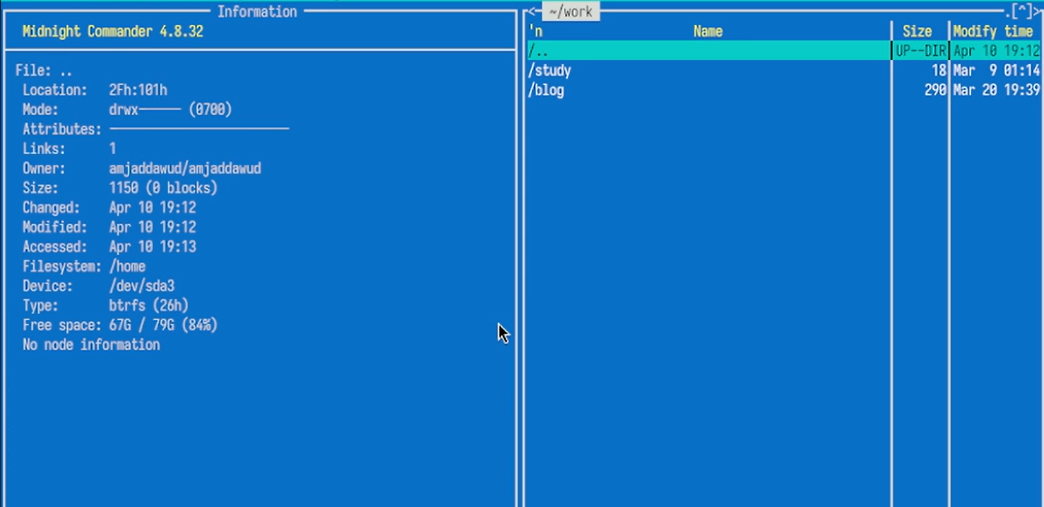 Information
Midnight Commander 4.8.32
File: ..
Location: 2Fh:101h
Mode: drwx------ (0700)
Attributes: -------------------------
Links: 1
Owner: amjaddawud/amjaddawud
Size: 1150 (0 blocks)
Changed: Apr 10 19:12
Modified: Apr 10 19:12
Accessed: Apr 10 19:13
Filesystem: /home
Device: /dev/sda3
Type: btrfs (26h)
Free space: 67G / 79G (84%)
No node information
<- ~/work .[^]>
'n Name Size Modify time
/.. UP--DIR Apr 10 19:12
/study 18 Mar 9 01:14
/blog 290 Mar 20 19:39